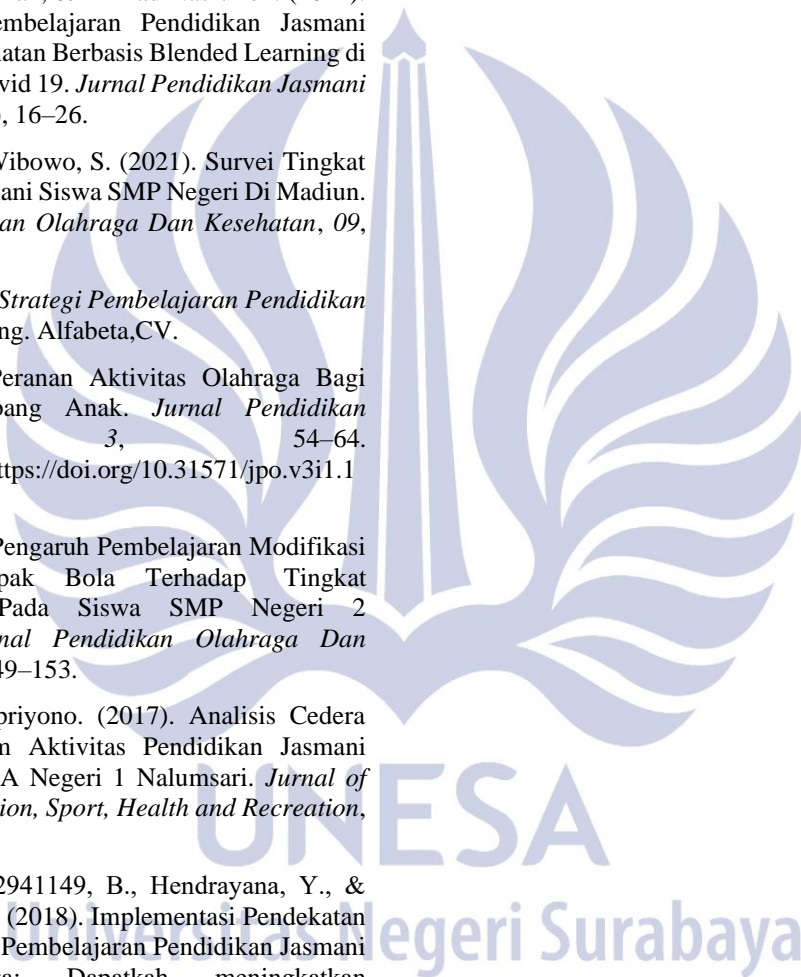 embelajaran Pendidikan Jasmani
hatan Berbasis Blended Learning di
vid 19. Jurnal Pendidikan Jasmani
, 16–26.
Wibowo, S. (2021). Survei Tingkat
ani Siswa SMP Negeri Di Madiun.
an Olahraga Dan Kesehatan, 09,
Strategi Pembelajaran Pendidikan
ng. Alfabeta,CV.
Peranan Aktivitas Olahraga Bagi
bang Anak. Jurnal Pendidikan
3, 54–64.
ttps://doi.org/10.31571/jpo.v3i1.1
Pengaruh Pembelajaran Modifikasi
pak Bola Terhadap Tingkat
Pada Siswa SMP Negeri 2
nal Pendidikan Olahraga Dan
49–153.
priyono. (2017). Analisis Cedera
m Aktivitas Pendidikan Jasmani
A Negeri 1 Nalumsari. Jurnal of
ion, Sport, Health and Recreation,
2941149, B., Hendrayana, Y., &
(2018). Implementasi Pendekatan
Pembelajaran Pendidikan Jasmani
a: Dapatkah meningkatkan
UNESA
Universitas Negeri Surabaya